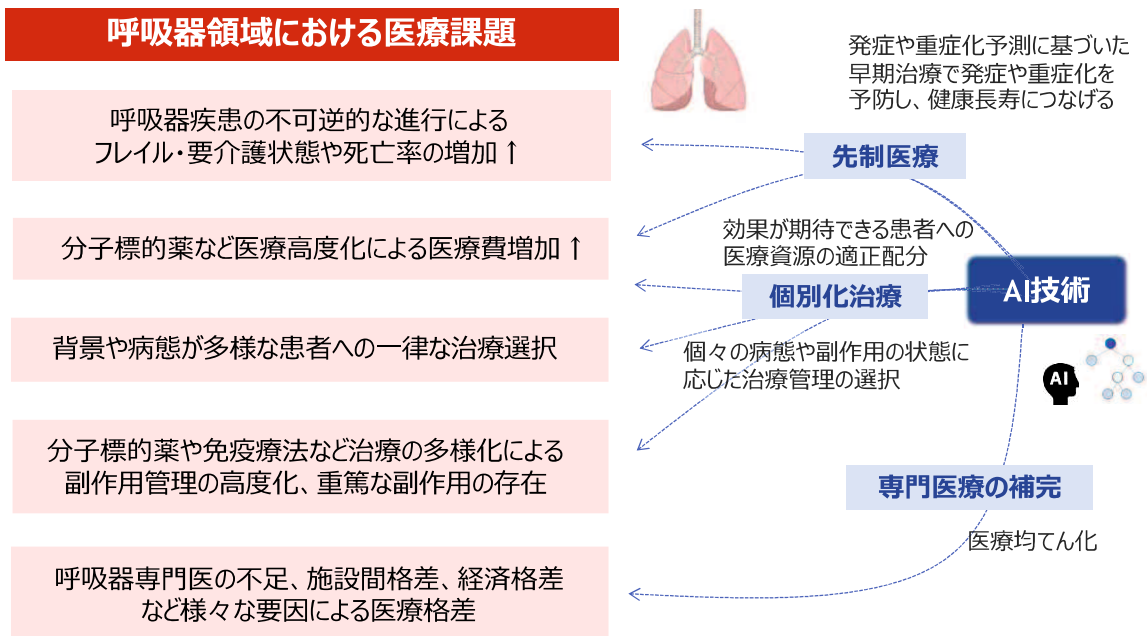 呼吸器領域における医療課題
呼吸器疾患の不可逆的な進行による
フレイル・要介護状態や死亡率の増加↑
分子標的薬など医療高度化による医療費増加↑
背景や病態が多様な患者への一律な治療選択
分子標的薬や免疫療法など治療の多様化による
副作用管理の高度化、重篤な副作用の存在
呼吸器専門医の不足、施設間格差、経済格差
など様々な要因による医療格差
発症や重症化予測に基づいた
早期治療で発症や重症化を
予防し、健康長寿につなげる
先制医療
効果が期待できる患者への
医療資源の適正配分
個別化治療
AI技術
個々の病態や副作用の状態に
応じた治療管理の選択
AI
専門医療の補完
医療均てん化